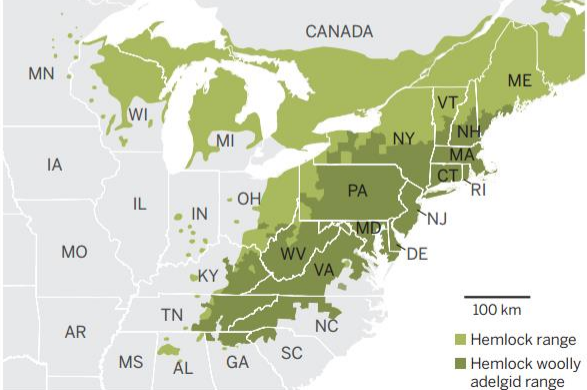 CANADA
MN
ME
WI
VT
MI
NY
NH
MA
IA
CT
RI
IL
IN
OH
PA
NJ
MD
MO
WV
DE
KY
VA
TN
NC
100 km
AR
SC
Hemlock range
MS
AL
GA
Hemlock woolly
adelgid range